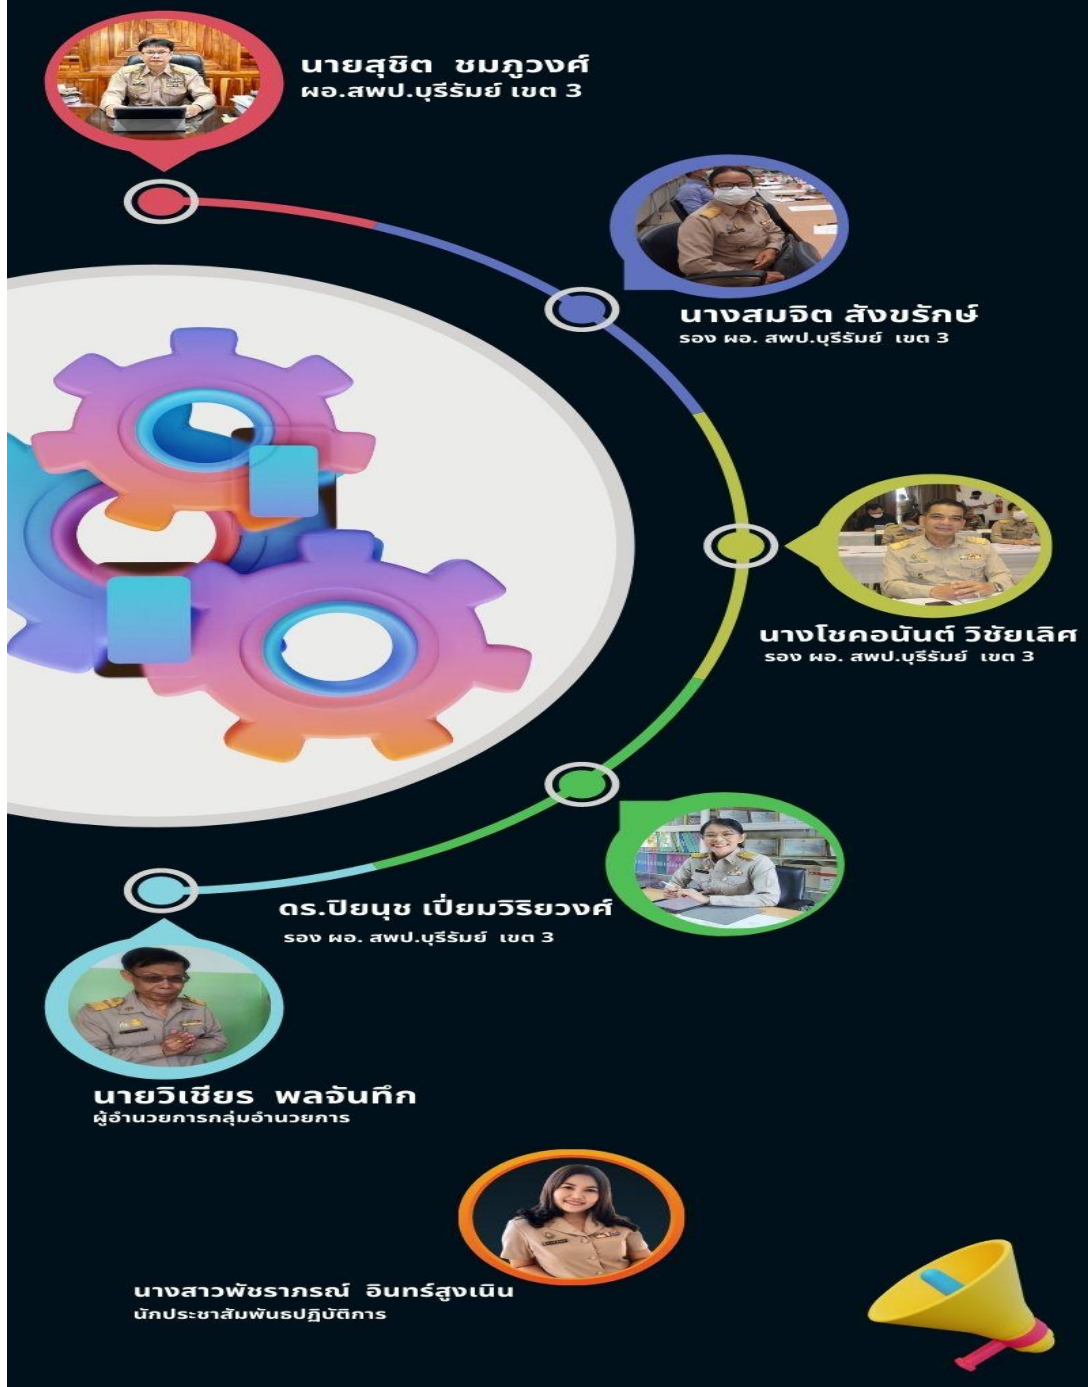 นายสุชิต ชมภูวงศ์
ผอ.สพป.บุรีรัมย์ เขต 3
นางสมจิต สังขรักษ์
รอง ผอ. สพป.บุรีรัมย์ เขต 3
นางโชคอนันต์ วิชัยเลิศ
รอง ผอ. สพป.บุรีรัมย์ เขต 3
ดร.ปิยนุช เปี่ยมวิริยวงศ์
รอง ผอ. สพป.บุรีรัมย์ เขต 3
นายวิเชียร พลจันทึก
ผู้อำนวยการกลุ่มอำนวยการ
นางสาวพัชราภรณ์ อินทร์สูงเนิน
นักประชาสัมพันธปฏิบัติการ